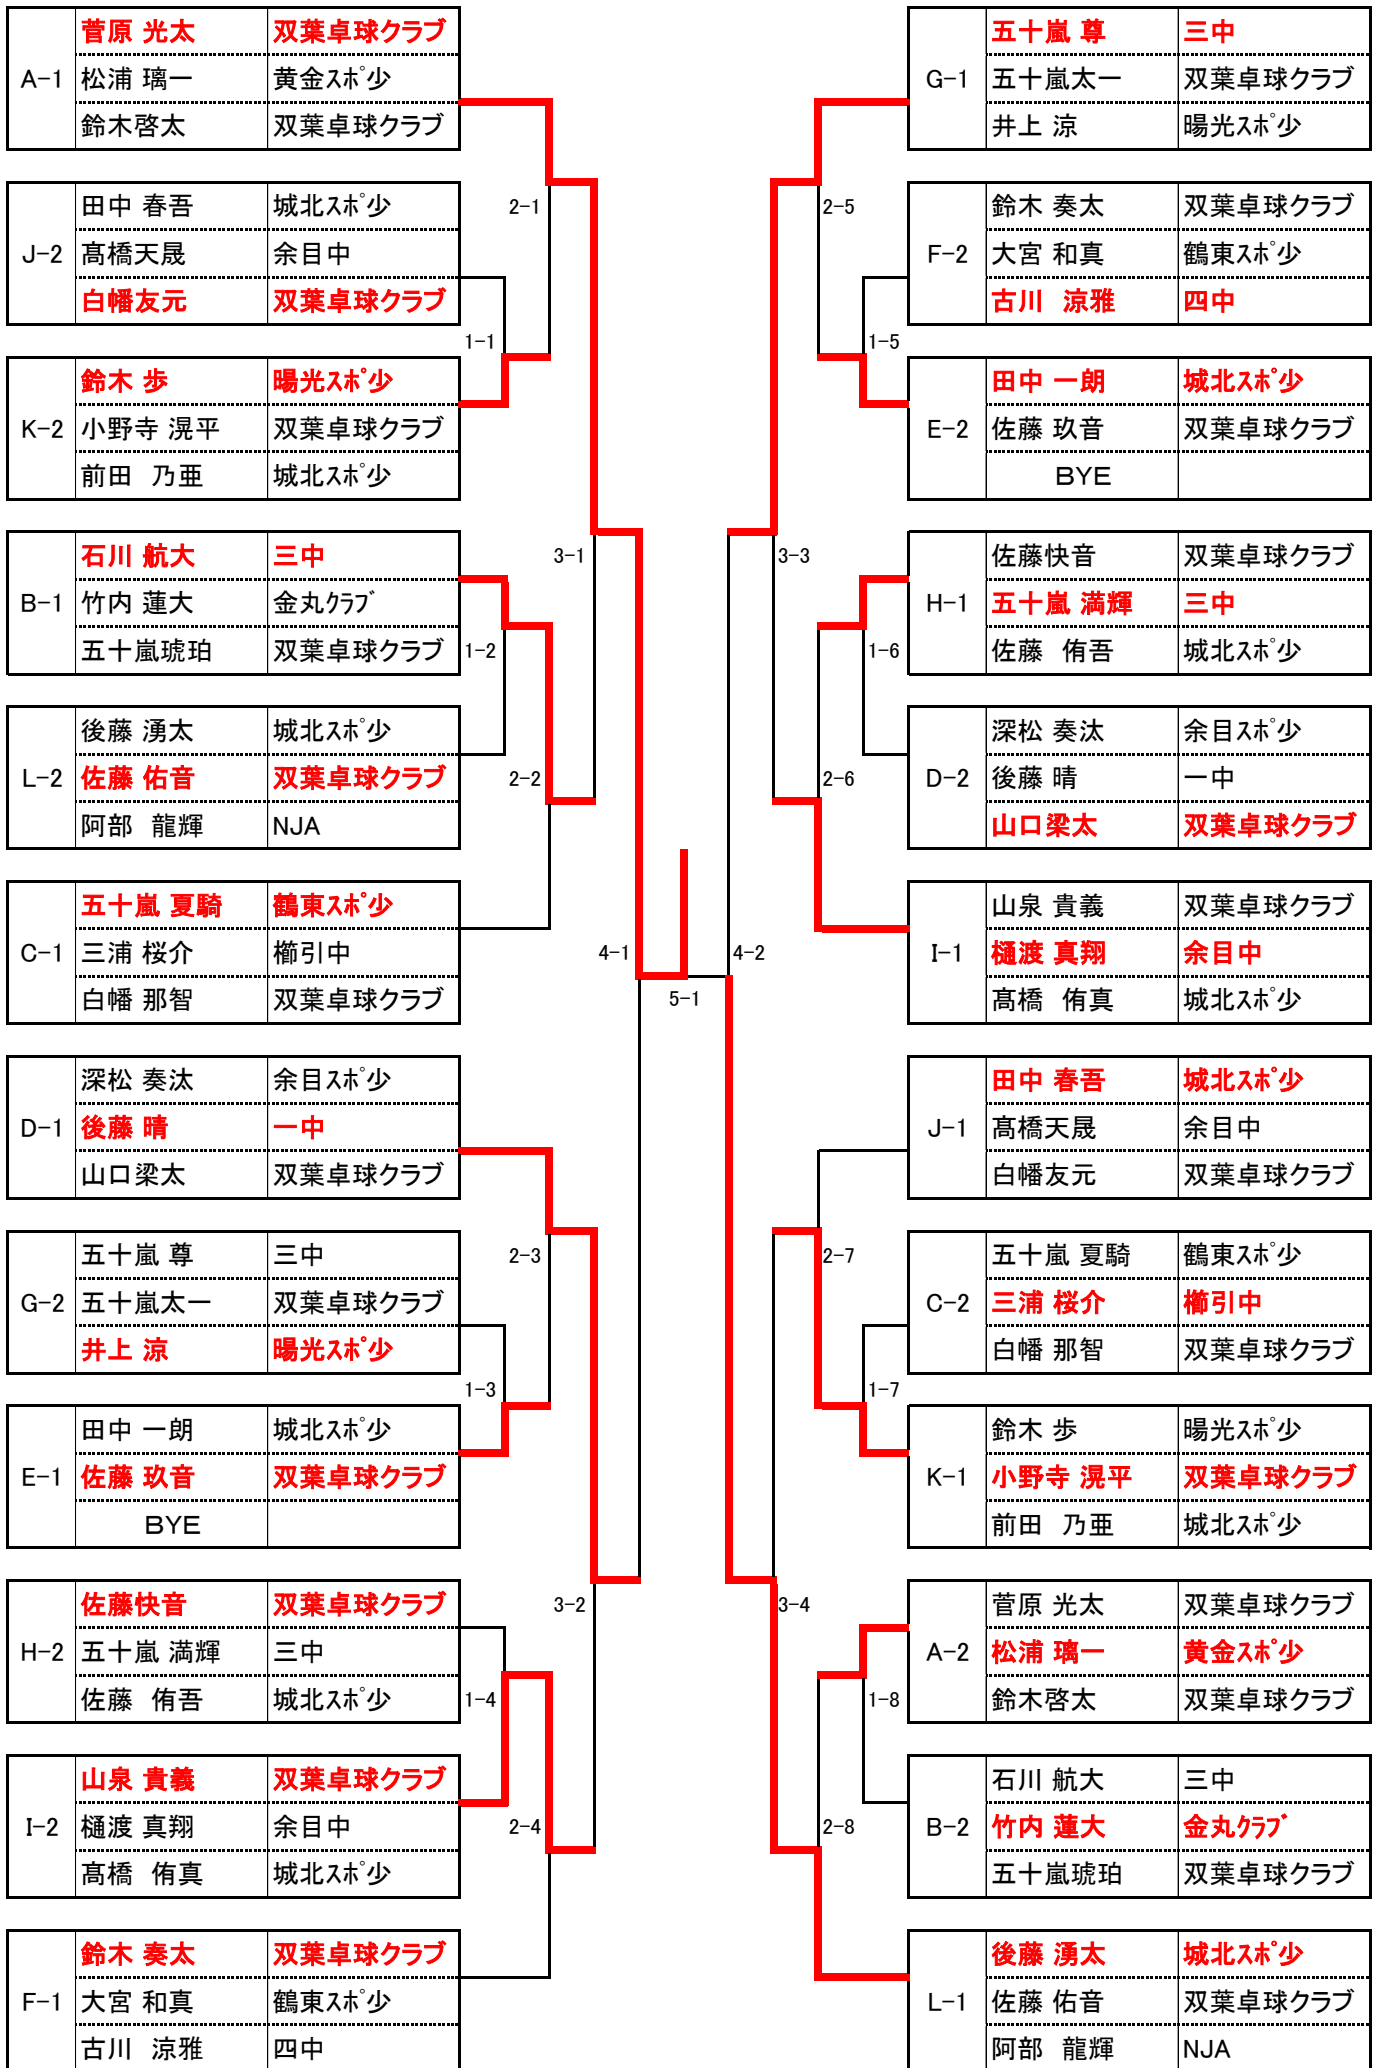 菅原 光太 双葉卓球クラブ
A-1 松浦 璃一 黄金ｽﾎﾟ少
鈴木啓太 双葉卓球クラブ
田中 春吾 城北ｽﾎﾟ少
J-2 髙橋天晟 余目中
白幡友元 双葉卓球クラブ
鈴木 歩 暘光ｽﾎﾟ少
K-2 小野寺 滉平 双葉卓球クラブ
前田　乃亜 城北ｽﾎﾟ少
石川 航大 三中
B-1 竹内 蓮大 金丸ｸﾗﾌﾞ
五十嵐琥珀 双葉卓球クラブ
後藤 湧太 城北ｽﾎﾟ少
L-2 佐藤 佑音 双葉卓球クラブ
阿部　龍輝 NJA
五十嵐 夏騎 鶴東ｽﾎﾟ少
C-1 三浦 桜介 櫛引中
白幡 那智 双葉卓球クラブ
深松 奏汰 余目ｽﾎﾟ少
D-1 後藤 晴 一中
山口梁太 双葉卓球クラブ
五十嵐 尊 三中
G-2 五十嵐太一 双葉卓球クラブ
井上 涼 暘光ｽﾎﾟ少
田中 一朗 城北ｽﾎﾟ少
E-1 佐藤 玖音 双葉卓球クラブ
BYE
佐藤快音 双葉卓球クラブ
H-2 五十嵐 満輝 三中
佐藤　侑吾 城北ｽﾎﾟ少
山泉 貴義 双葉卓球クラブ
I-2 樋渡 真翔 余目中
髙橋　侑真 城北ｽﾎﾟ少
鈴木 奏太 双葉卓球クラブ
F-1 大宮 和真 鶴東ｽﾎﾟ少
古川　涼雅 四中
1-1
1-2
1-3
1-4
2-1
2-2
2-3
2-4
3-1
3-2
4-1
5-1
4-2
3-3
3-4
2-5
2-6
2-7
2-8
1-5
1-6
1-7
1-8
五十嵐 尊 三中
G-1 五十嵐太一 双葉卓球クラブ
井上 涼 暘光ｽﾎﾟ少
鈴木 奏太 双葉卓球クラブ
F-2 大宮 和真 鶴東ｽﾎﾟ少
古川　涼雅 四中
田中 一朗 城北ｽﾎﾟ少
E-2 佐藤 玖音 双葉卓球クラブ
BYE
佐藤快音 双葉卓球クラブ
H-1 五十嵐 満輝 三中
佐藤　侑吾 城北ｽﾎﾟ少
深松 奏汰 余目ｽﾎﾟ少
D-2 後藤 晴 一中
山口梁太 双葉卓球クラブ
山泉 貴義 双葉卓球クラブ
I-1 樋渡 真翔 余目中
髙橋　侑真 城北ｽﾎﾟ少
田中 春吾 城北ｽﾎﾟ少
J-1 髙橋天晟 余目中
白幡友元 双葉卓球クラブ
五十嵐 夏騎 鶴東ｽﾎﾟ少
C-2 三浦 桜介 櫛引中
白幡 那智 双葉卓球クラブ
鈴木 歩 暘光ｽﾎﾟ少
K-1 小野寺 滉平 双葉卓球クラブ
前田　乃亜 城北ｽﾎﾟ少
菅原 光太 双葉卓球クラブ
A-2 松浦 璃一 黄金ｽﾎﾟ少
鈴木啓太 双葉卓球クラブ
石川 航大 三中
B-2 竹内 蓮大 金丸ｸﾗﾌﾞ
五十嵐琥珀 双葉卓球クラブ
後藤 湧太 城北ｽﾎﾟ少
L-1 佐藤 佑音 双葉卓球クラブ
阿部　龍輝 NJA